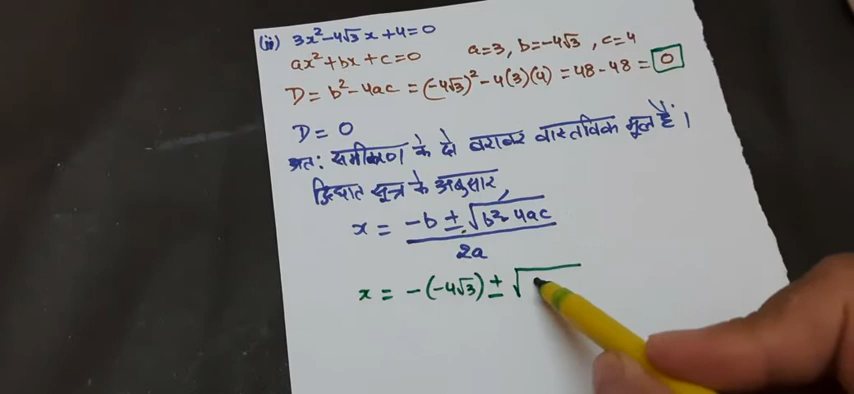 (ii) 3x²-4√3 x +4=0
ax²+bx+c=0 a=3, b=-4√3, c=4
D = b²-4ac = (-4√3)² - 4(3)(4) = 48-48 = 0
D = 0
अत: समीकरण के दो बराबर वास्तविक मूल हैं।
द्विघात सूत्र के अनुसार,
x = (-b ± √(b²-4ac))/2a
x = -(-4√3) ± √